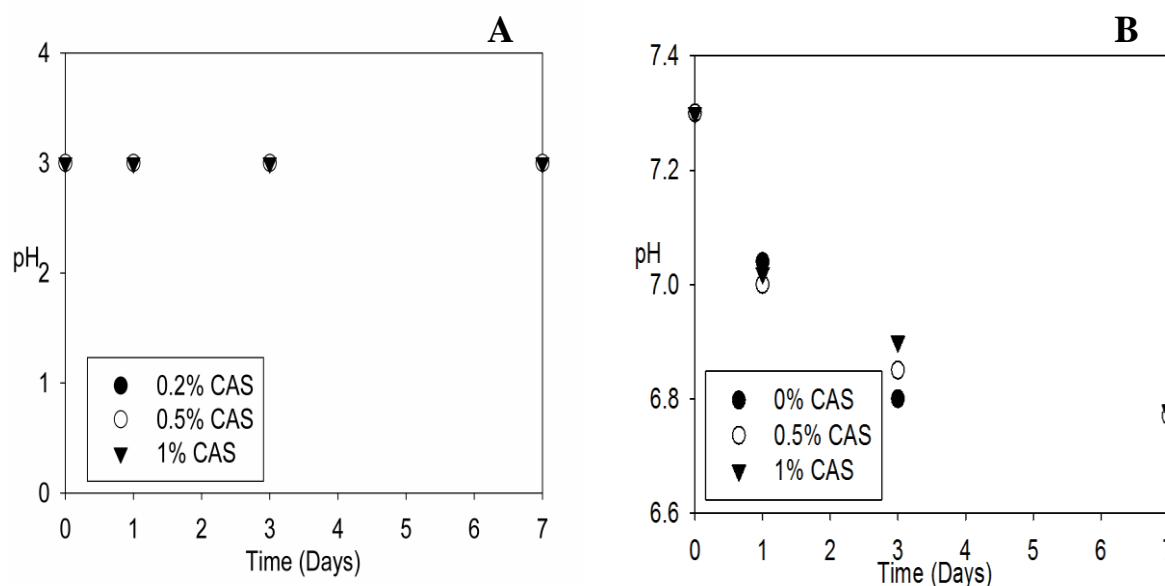 A
4
3
pH
2
1
0
0.2% CAS
0.5% CAS
1% CAS
0 1 2 3 4 5 6 7
Time (Days)
B
7.4
7.2
pH
7.0
6.8
6.6
0% CAS
0.5% CAS
1% CAS
0 1 2 3 4 5 6
Time (Days)